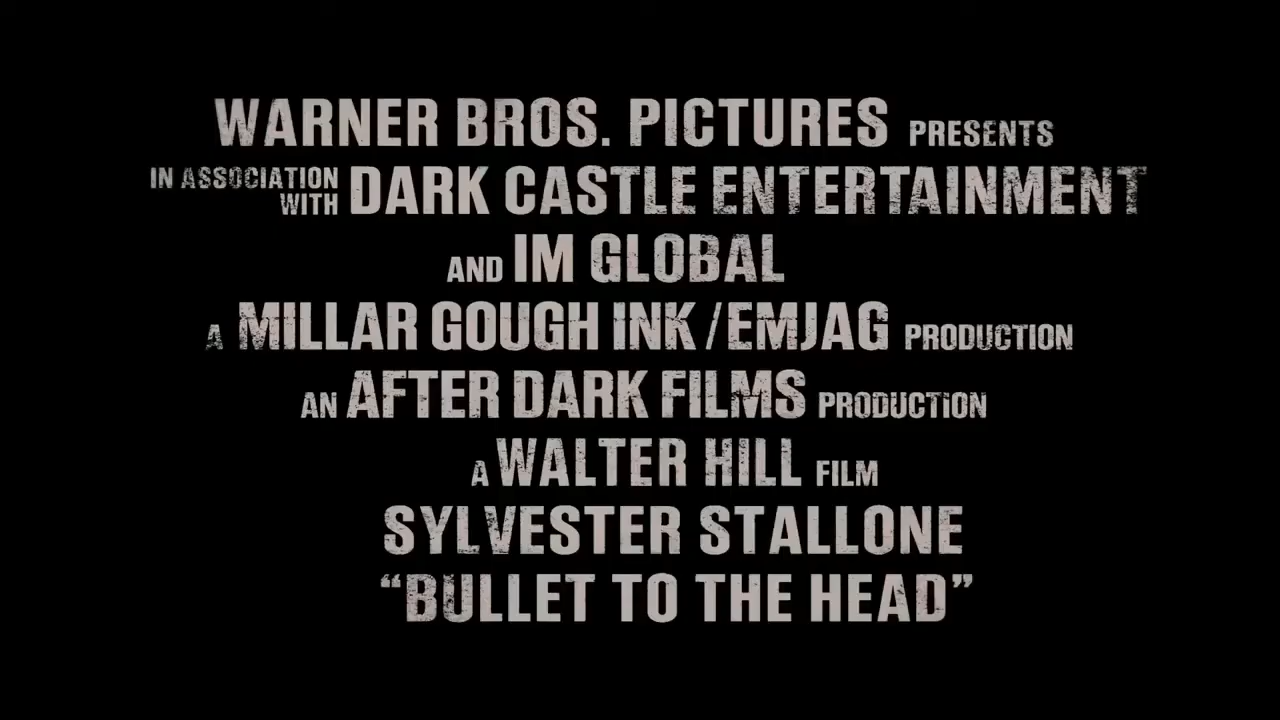 WARNER BROS. PICTURES PRESENTS
IN ASSOCIATION WITH DARK CASTLE ENTERTAINMENT
AND IM GLOBAL
A MILLAR GOUGH INK/EMJAG PRODUCTION
AN AFTER DARK FILMS PRODUCTION
A WALTER HILL FILM
SYLVESTER STALLONE
“BULLET TO THE HEAD”